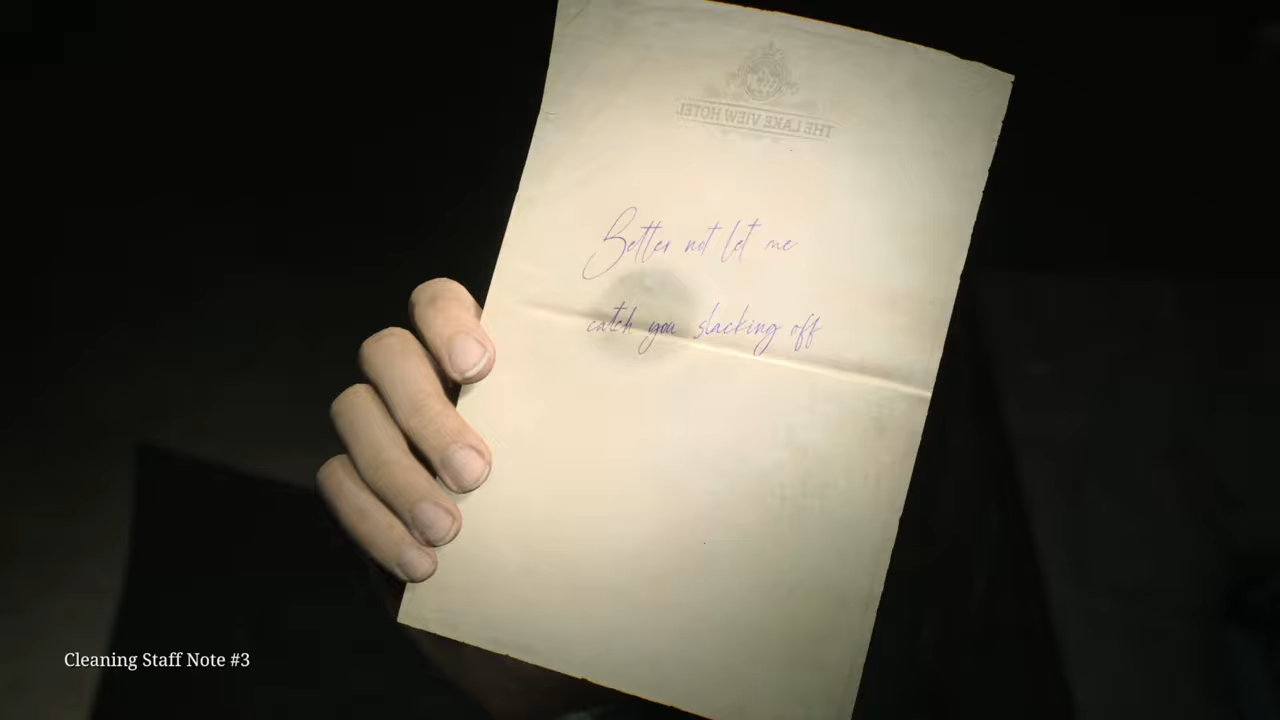 THE LAKE VIEW HOTEL
Better not let me
catch you slacking off
Cleaning Staff Note #3